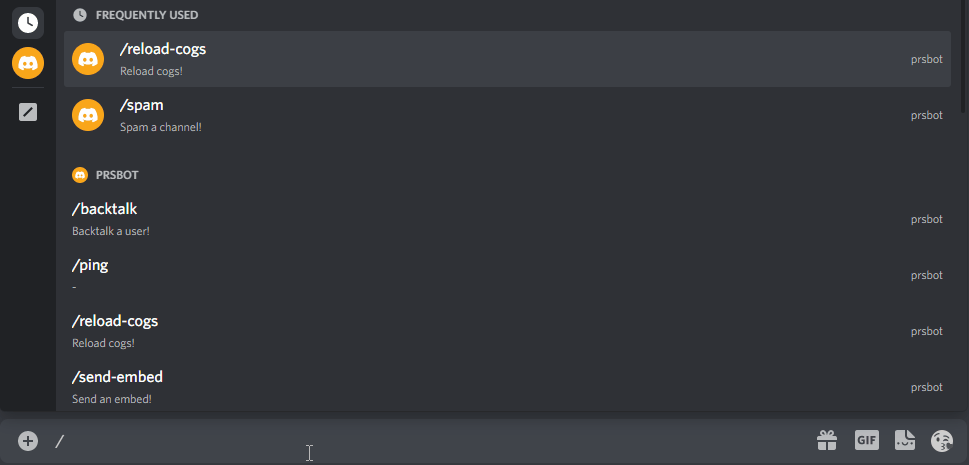 FREQUENTLY USED
/reload-cogs
Reload cogs!
prsbot
/spam
Spam a channel!
prsbot
PRSBOT
/backtalk
Backtalk a user!
prsbot
/ping
-
prsbot
/reload-cogs
Reload cogs!
prsbot
/send-embed
Send an embed!
prsbot
/
GIF